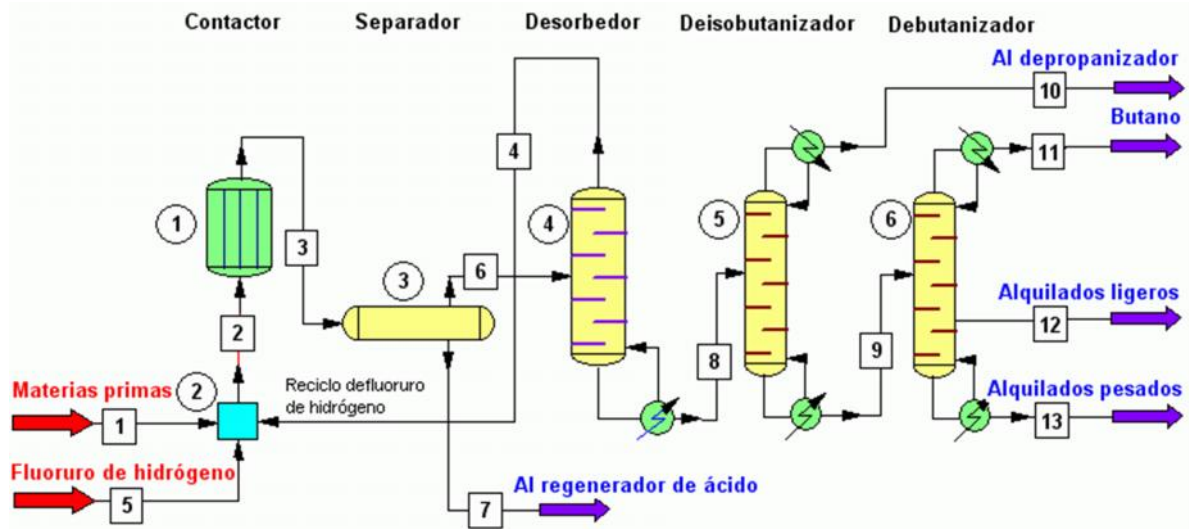 Contactor
Separador
Desorbedor
Deisobutanizador
Debutanizador
Al depropanizador
10
Butano
11
4
1
3
4
5
6
3
6
2
8
9
Alquilados ligeros
12
Materias primas
2
Reciclo defluoruro
de hidrógeno
1
Alquilados pesados
13
Fluoruro de hidrógeno
5
7
Al regenerador de ácido